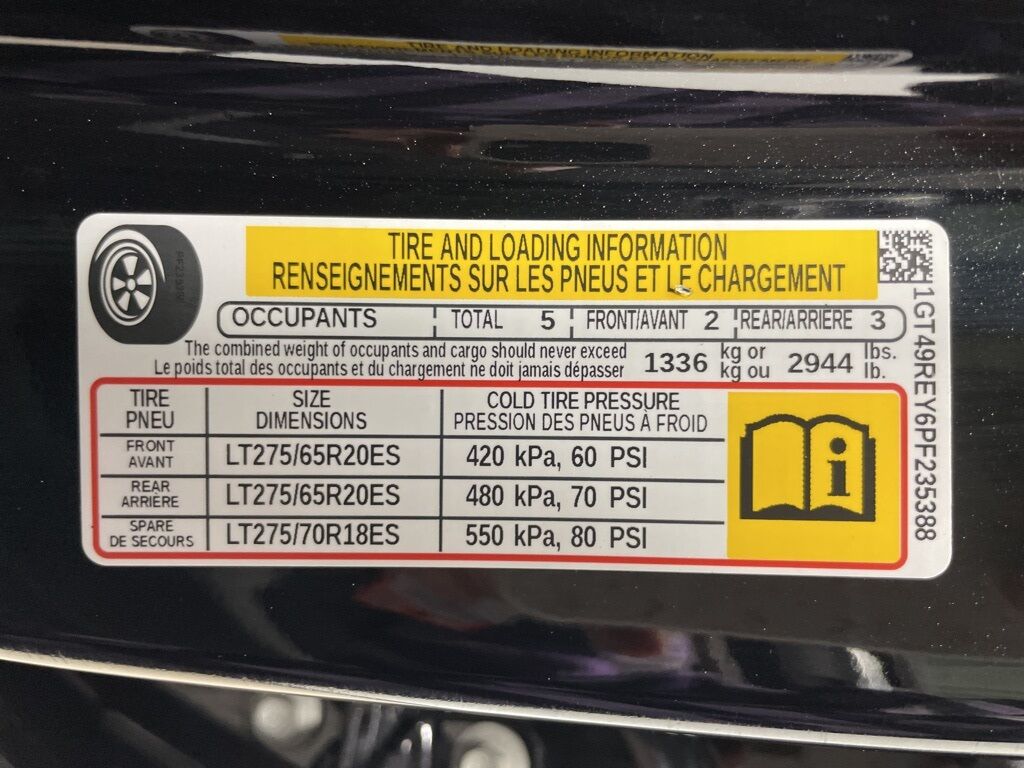 TIRE AND LOADING INFORMATION
TIRE AND LOADING INFORMATION
RENSEIGNEMENTS SUR LES PNEUS ET LE CHARGEMENT
OCCUPANTS TOTAL 5 FRONT/AVANT 2 REAR/ARRIÈRE 3
The combined weight of occupants and cargo should never exceed 1336 kg or 2944 lbs.
Le poids total des occupants et du chargement ne doit jamais dépasser kg ou lb.
TIRE SIZE COLD TIRE PRESSURE
PNEU DIMENSIONS PRESSION DES PNEUS À FROID
FRONT
AVANT LT275/65R20ES 420 kPa, 60 PSI
REAR
ARRIÈRE LT275/65R20ES 480 kPa, 70 PSI
SPARE
DE SECOURS LT275/70R18ES 550 kPa, 80 PSI
i
1GT49REY6PF235388